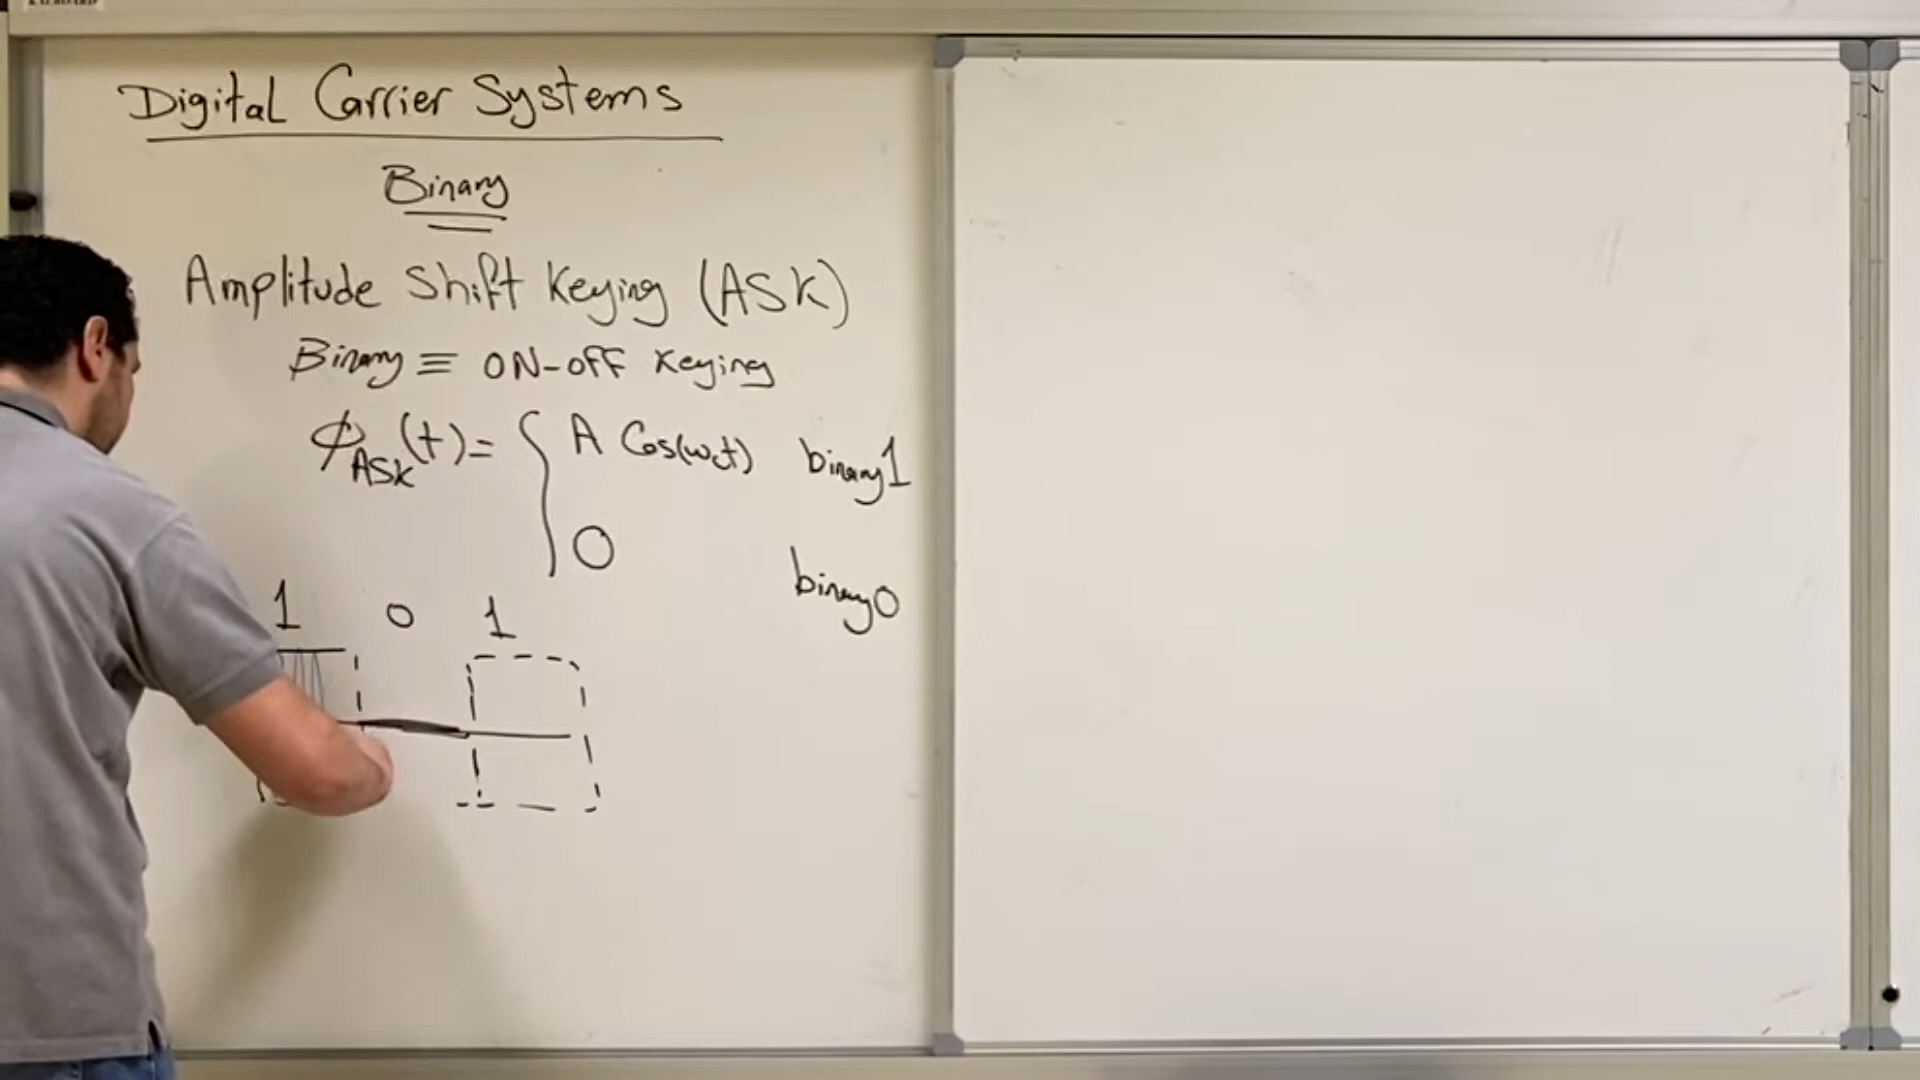 Digital Carrier Systems
Binary
Amplitude Shift Keying (ASK)
Binary ≡ ON-OFF Keying
ϕ_ASK(t) = { A Cos(ω_c t) binary 1
0 binary 0
1 0 1